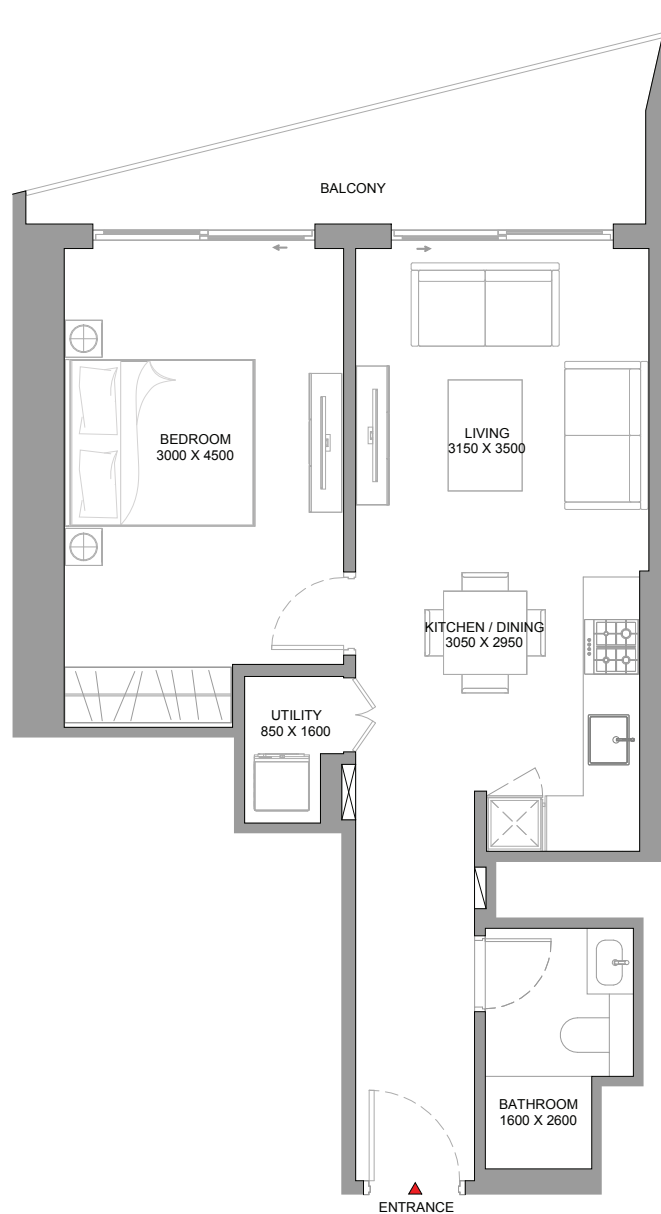 BALCONY
BEDROOM
3000 X 4500
LIVING
3150 X 3500
KITCHEN / DINING
3050 X 2950
UTILITY
850 X 1600
BATHROOM
1600 X 2600
ENTRANCE